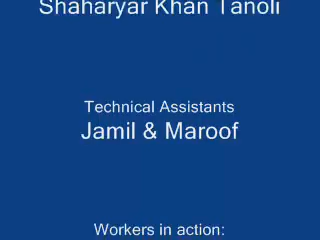 Shaharyar Khan Tanoli
Technical Assistants
Jamil & Maroof
Workers in action: